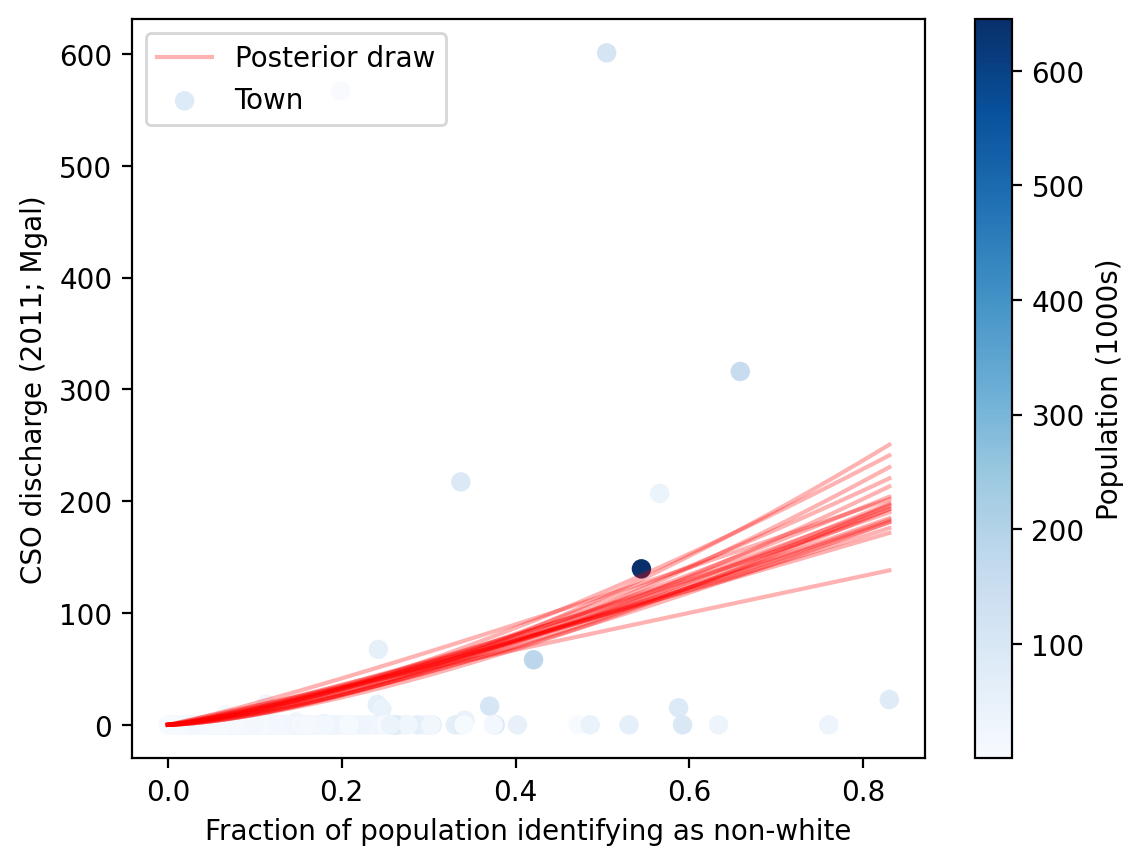 Posterior draw
Town
600
500
400
300
200
100
0
CSO discharge (2011; Mgal)
0.0 0.2 0.4 0.6 0.8
Fraction of population identifying as non-white
600
500
400
300
200
100
Population (1000s)